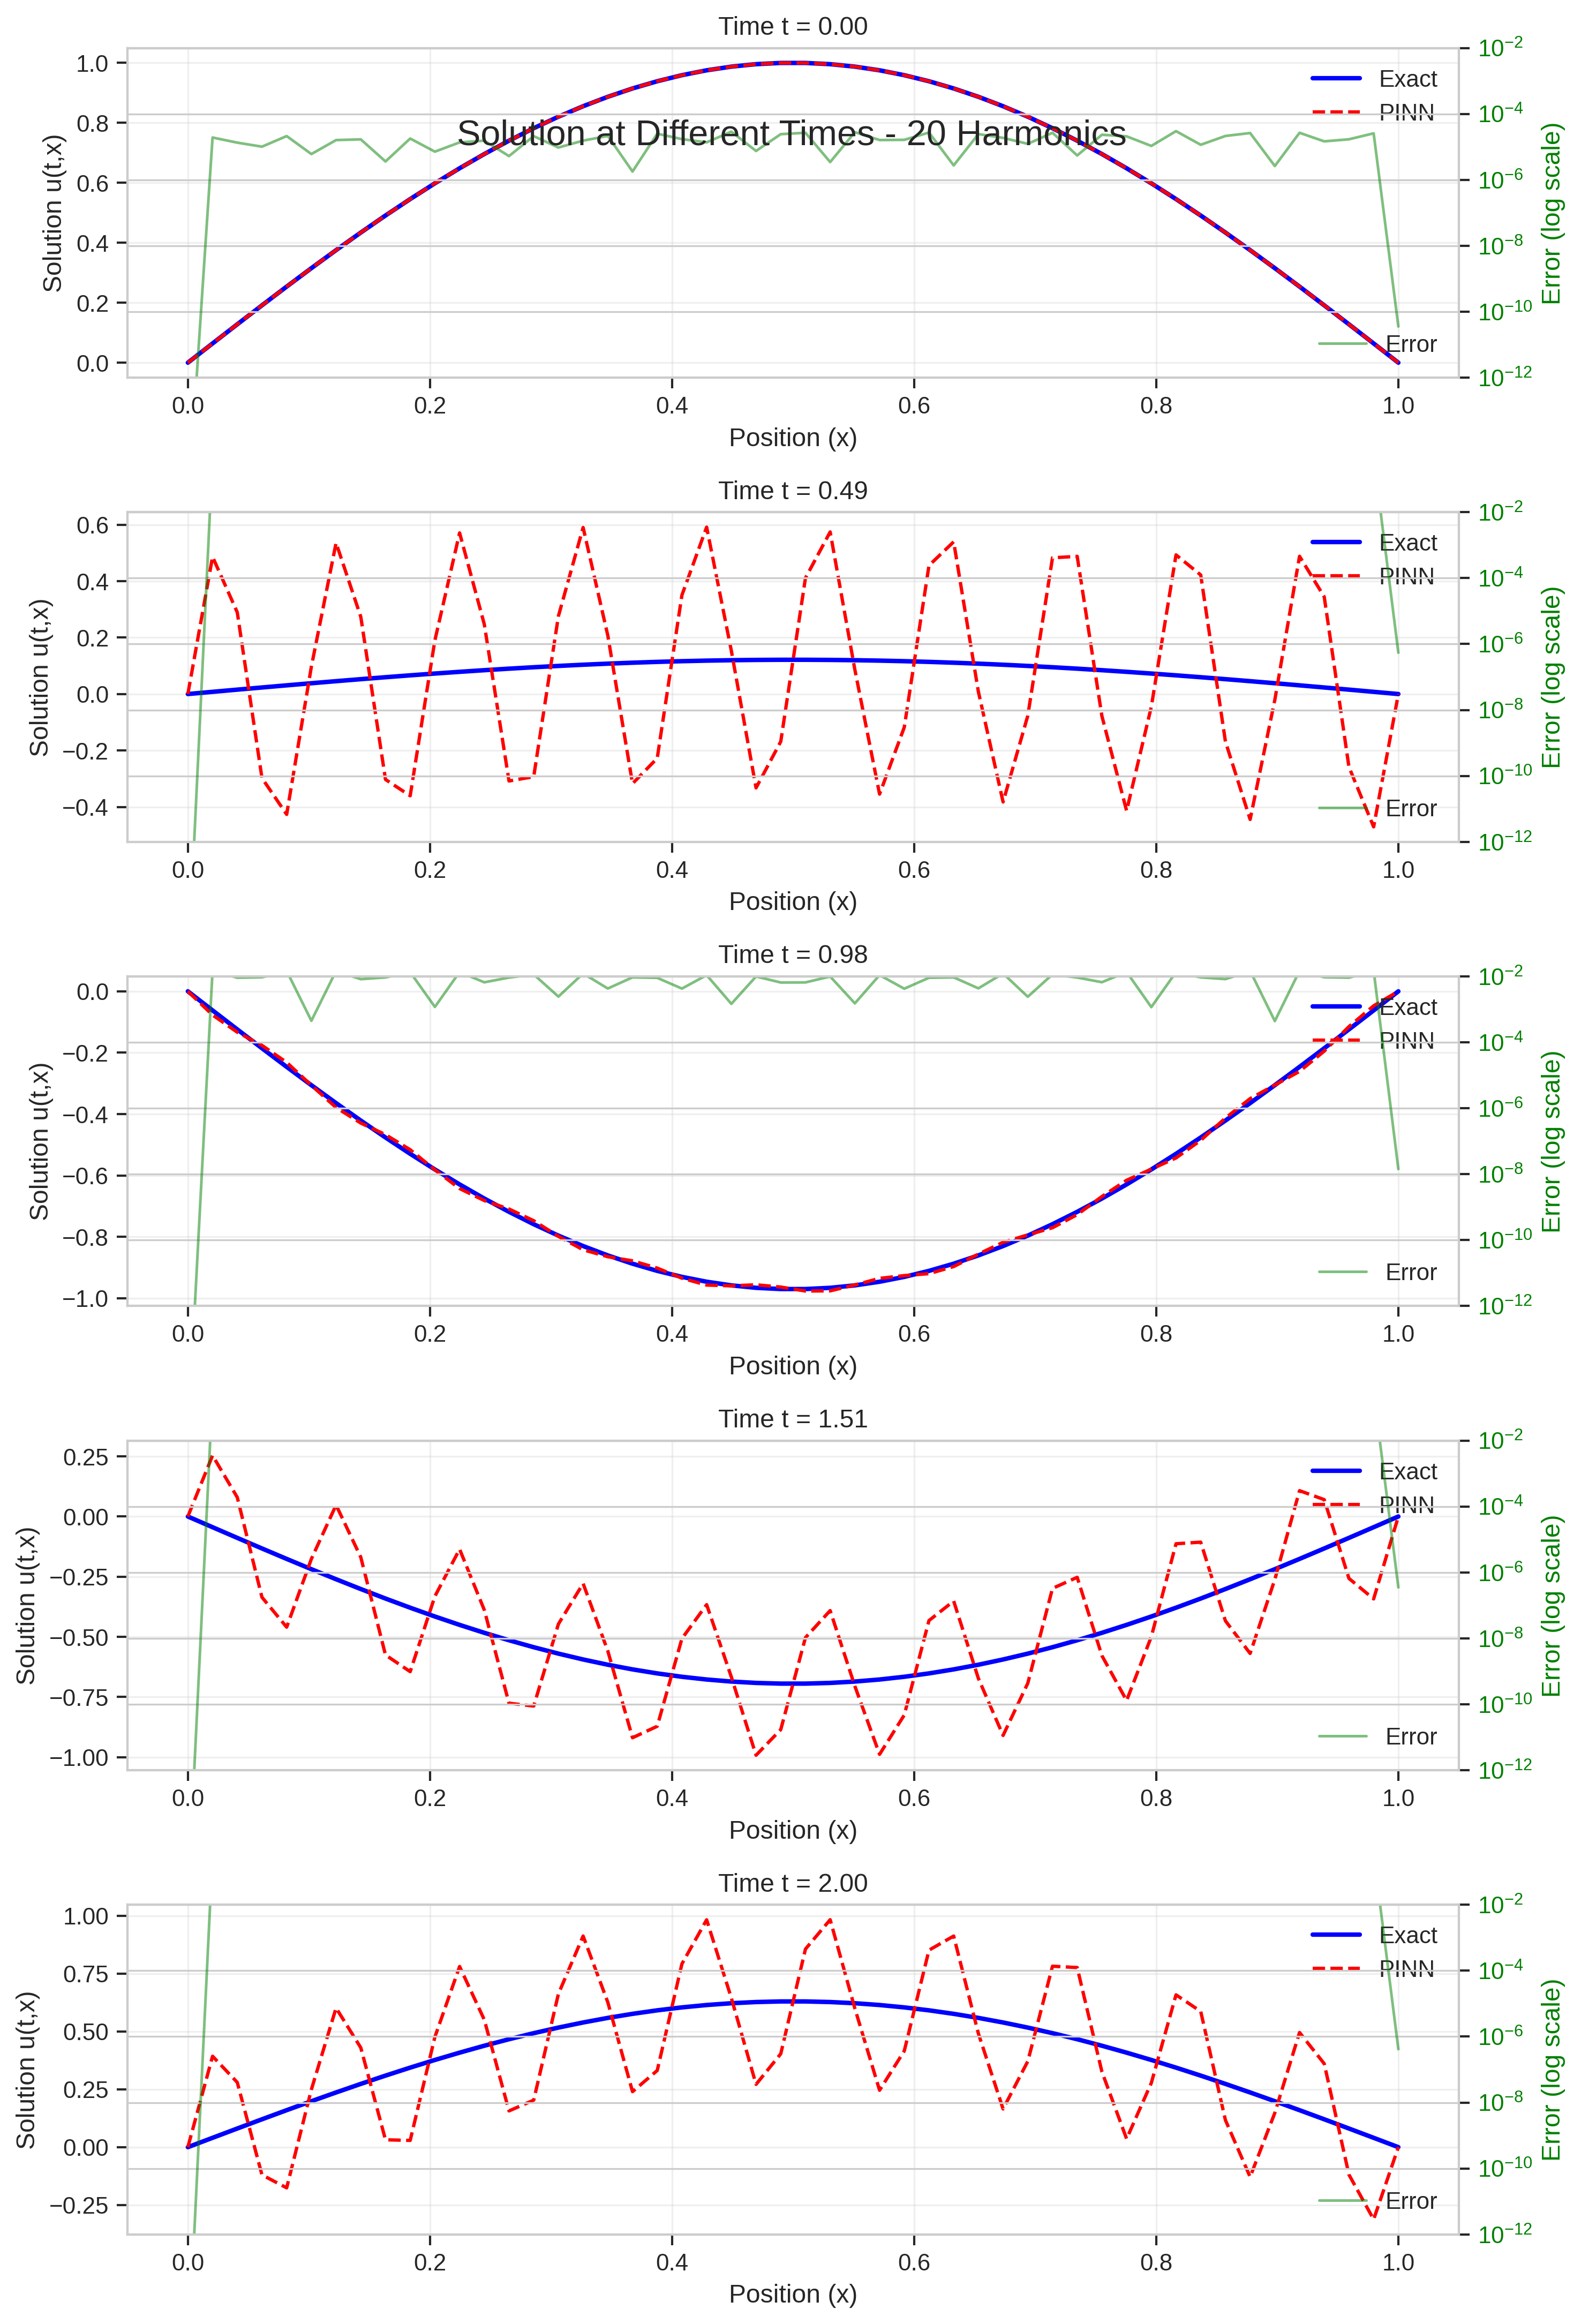 Time t = 0.00
Solution at Different Times - 20 Harmonics
Solution u(t,x)
1.0
0.8
0.6
0.4
0.2
0.0
Exact
PINN
Error
10⁻²
10⁻⁴
10⁻⁶
10⁻⁸
10⁻¹⁰
10⁻¹²
Error (log scale)
0.0 0.2 0.4 0.6 0.8 1.0
Position (x)
Time t = 0.49
Solution u(t,x)
0.6
0.4
0.2
0.0
−0.2
−0.4
Exact
PINN
Error
10⁻²
10⁻⁴
10⁻⁶
10⁻⁸
10⁻¹⁰
10⁻¹²
Error (log scale)
0.0 0.2 0.4 0.6 0.8 1.0
Position (x)
Time t = 0.98
Solution u(t,x)
0.0
−0.2
−0.4
−0.6
−0.8
−1.0
Exact
PINN
Error
10⁻²
10⁻⁴
10⁻⁶
10⁻⁸
10⁻¹⁰
10⁻¹²
Error (log scale)
0.0 0.2 0.4 0.6 0.8 1.0
Position (x)
Time t = 1.51
Solution u(t,x)
0.25
0.00
−0.25
−0.50
−0.75
−1.00
Exact
PINN
Error
10⁻²
10⁻⁴
10⁻⁶
10⁻⁸
10⁻¹⁰
10⁻¹²
Error (log scale)
0.0 0.2 0.4 0.6 0.8 1.0
Position (x)
Time t = 2.00
Solution u(t,x)
1.00
0.75
0.50
0.25
0.00
−0.25
Exact
PINN
Error
10⁻²
10⁻⁴
10⁻⁶
10⁻⁸
10⁻¹⁰
10⁻¹²
Error (log scale)
0.0 0.2 0.4 0.6 0.8 1.0
Position (x)